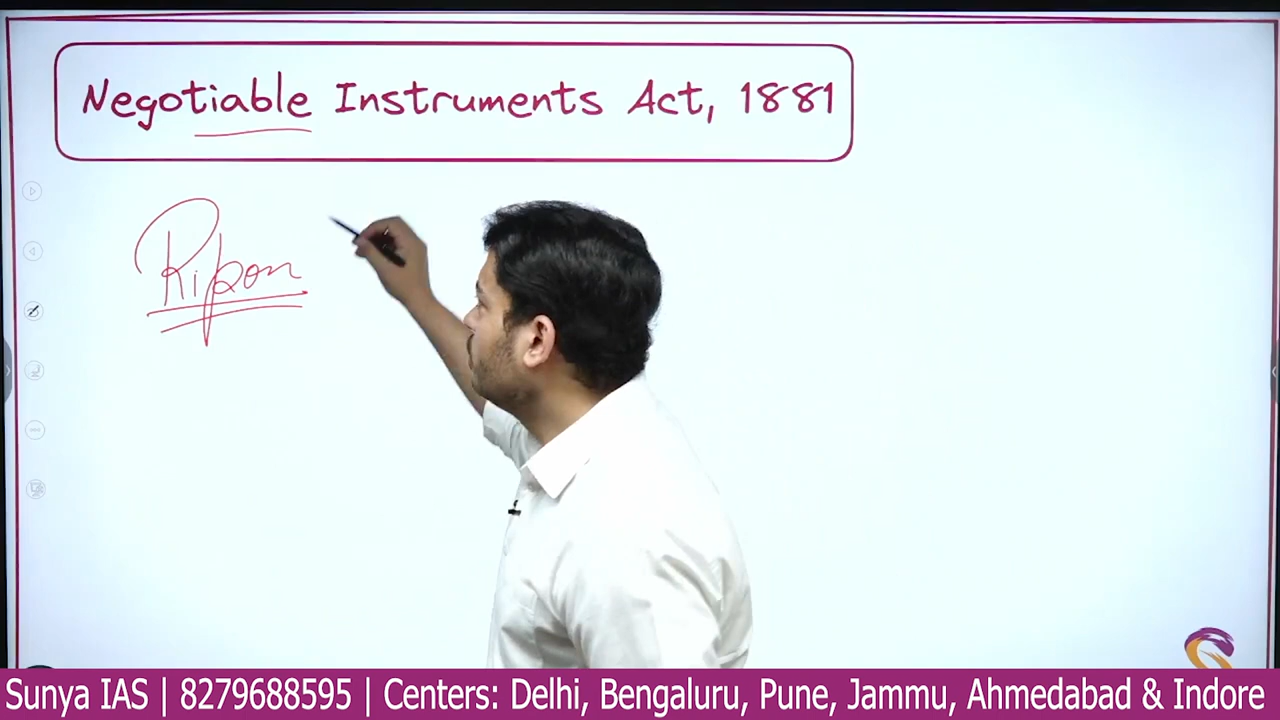 Negotiable Instruments Act, 1881
Ripon
Sunya IAS | 8279688595 | Centers: Delhi, Bengaluru, Pune, Jammu, Ahmedabad & Indore